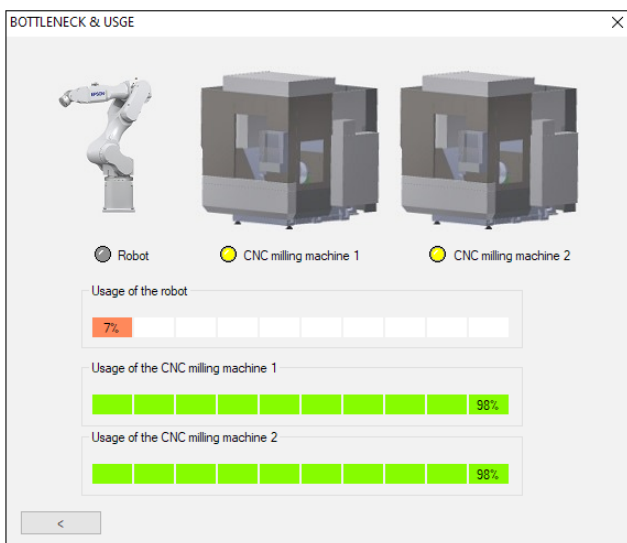 BOTTLENECK & USGE
EPSON
Robot
CNC milling machine 1
CNC milling machine 2
Usage of the robot
7%
Usage of the CNC milling machine 1
98%
Usage of the CNC milling machine 2
98%
<